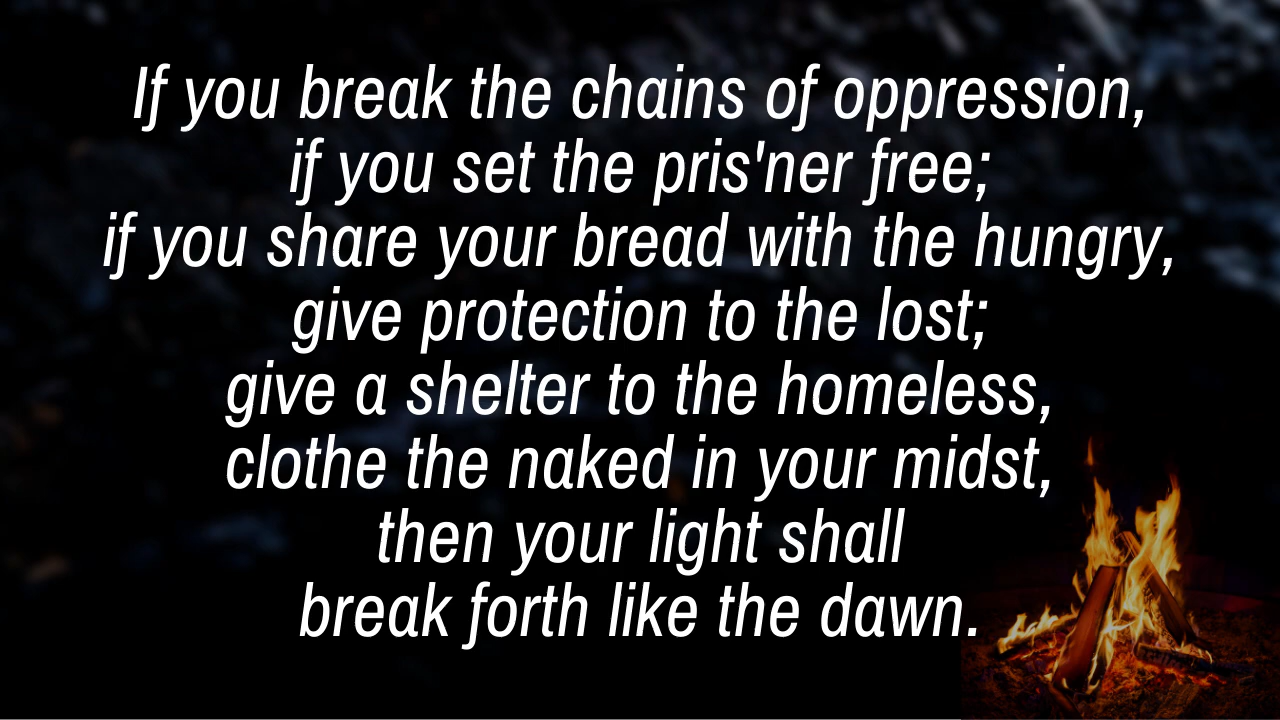 If you break the chains of oppression,
if you set the pris'ner free;
if you share your bread with the hungry,
give protection to the lost;
give a shelter to the homeless,
clothe the naked in your midst,
then your light shall
break forth like the dawn.